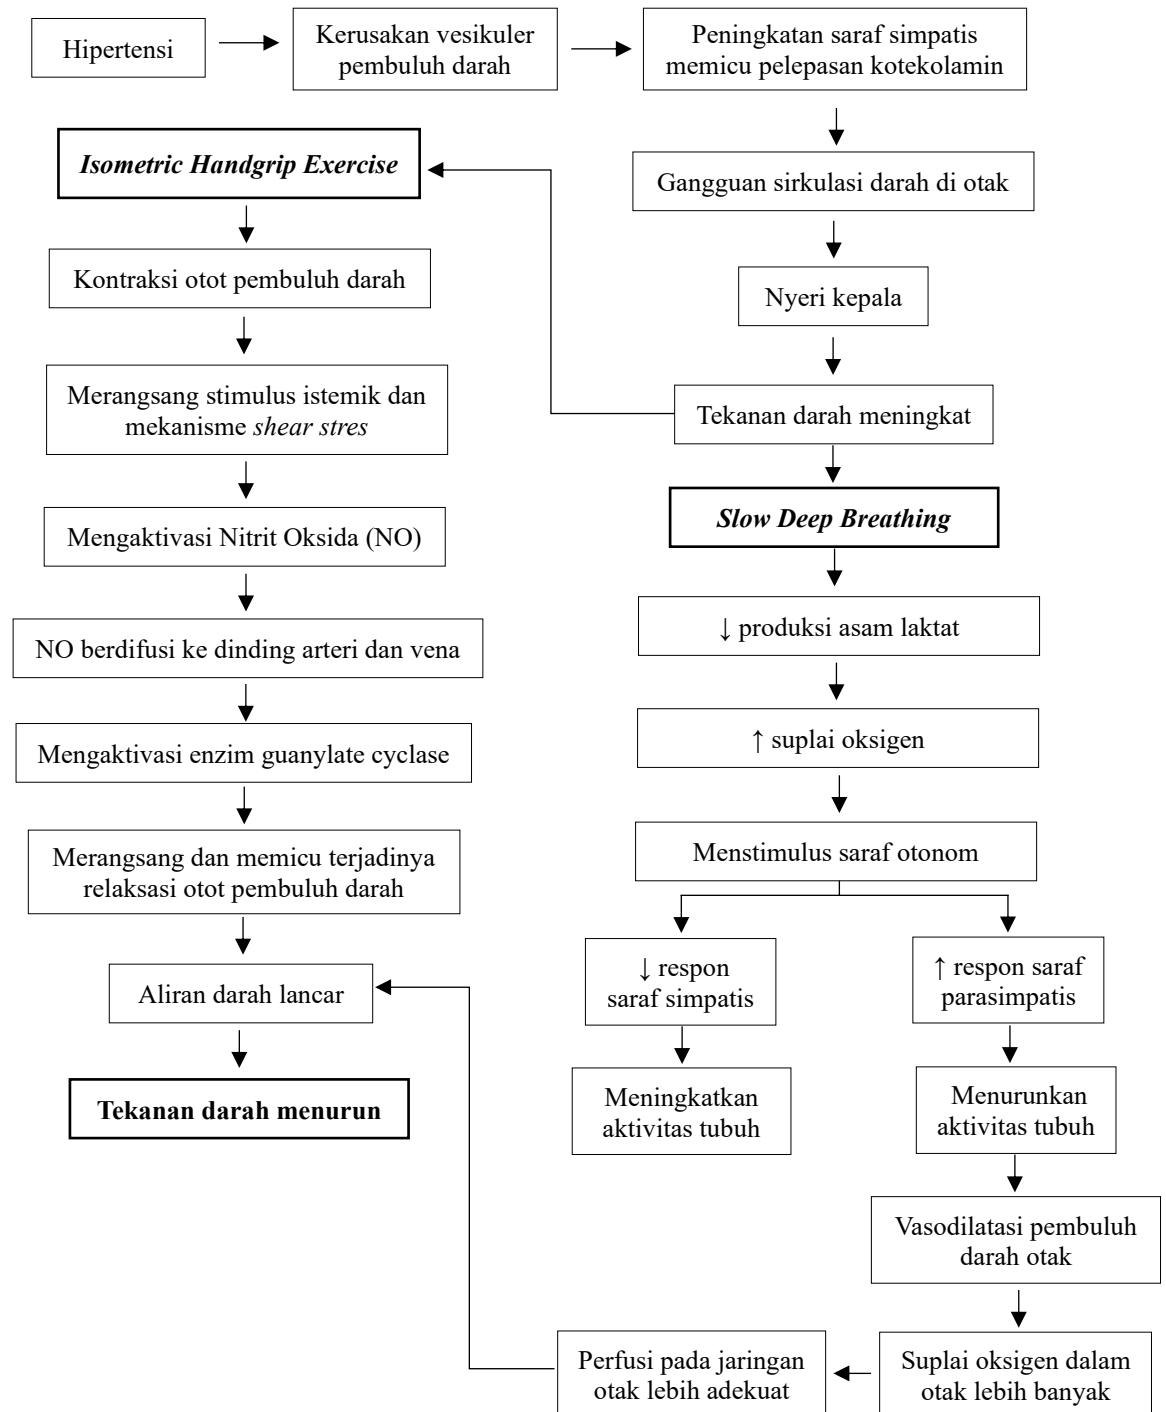 Hipertensi
Kerusakan vesikuler
pembuluh darah
Peningkatan saraf simpatis
memicu pelepasan kotekolamin
Gangguan sirkulasi darah di otak
Nyeri kepala
Tekanan darah meningkat
Isometric Handgrip Exercise
Kontraksi otot pembuluh darah
Merangsang stimulus istemik dan
mekanisme shear stres
Mengaktivasi Nitrit Oksida (NO)
NO berdifusi ke dinding arteri dan vena
Mengaktivasi enzim guanylate cyclase
Merangsang dan memicu terjadinya
relaksasi otot pembuluh darah
Aliran darah lancar
Tekanan darah menurun
Slow Deep Breathing
↓ produksi asam laktat
↑ suplai oksigen
Menstimulus saraf otonom
↓ respon
saraf simpatis
Meningkatkan
aktivitas tubuh
↑ respon saraf
parasimpatis
Menurunkan
aktivitas tubuh
Vasodilatasi pembuluh
darah otak
Suplai oksigen dalam
otak lebih banyak
Perfusi pada jaringan
otak lebih adekuat